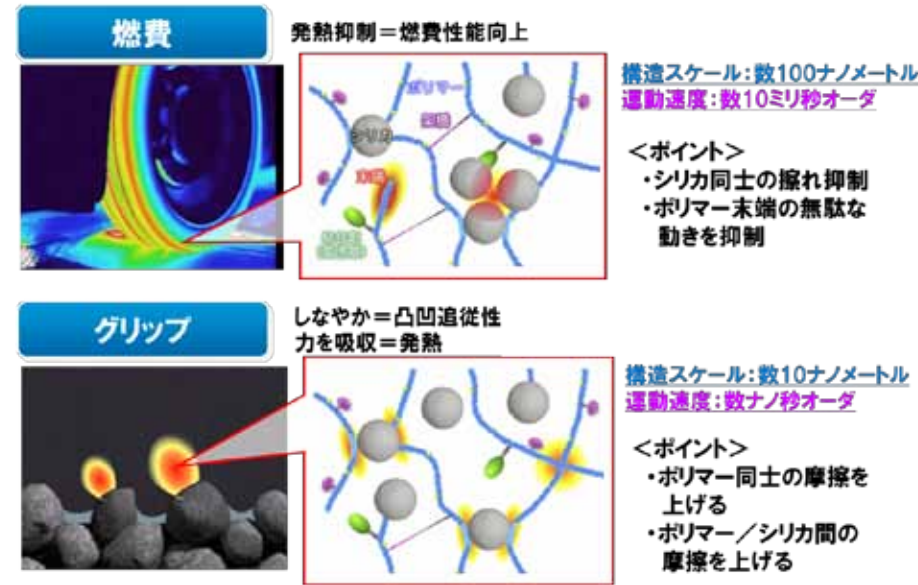 燃費
発熱抑制=燃費性能向上
ポリマー
架橋
シリカ
末端
構造スケール:数100ナノメートル
運動速度:数10ミリ秒オーダ
<ポイント>
・シリカ同士の擦れ抑制
・ポリマー末端の無駄な
動きを抑制
グリップ
しなやか=凸凹追従性
力を吸収=発熱
構造スケール:数10ナノメートル
運動速度:数ナノ秒オーダ
<ポイント>
・ポリマー同士の摩擦を
上げる
・ポリマー/シリカ間の
摩擦を上げる